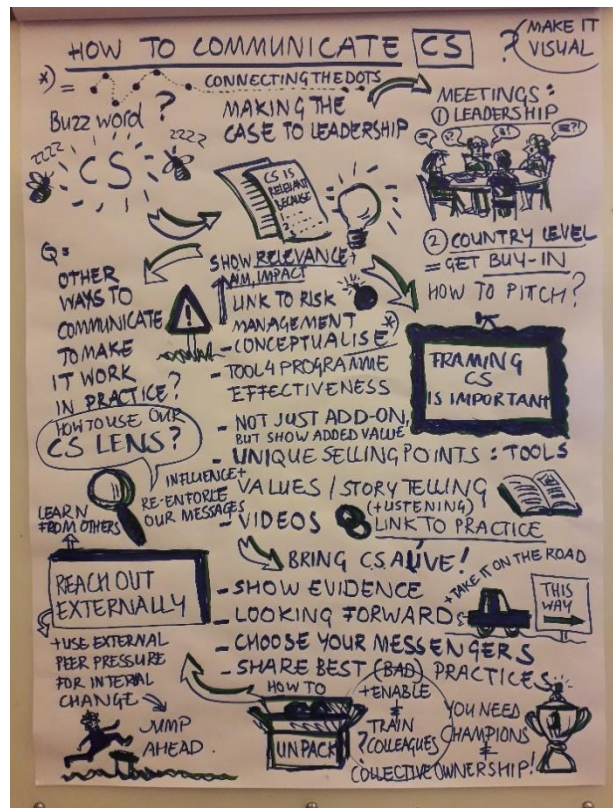 HOW TO COMMUNICATE CS ?
MAKE IT
VISUAL
*) =
CONNECTING THE DOTS
Buzz word ?
zzzz
CS
zzzz
MAKING THE
CASE TO LEADERSHIP
CS IS
RELEVANT
BECAUSE
1.
2.
MEETINGS:
① LEADERSHIP
② COUNTRY LEVEL
= GET BUY-IN
HOW TO PITCH?
FRAMING
CS
IS IMPORTANT
Q:
OTHER
WAYS TO
COMMUNICATE
TO MAKE
IT WORK
IN PRACTICE?
HOW TO USE OUR
CS LENS?
SHOW RELEVANCE +
AIM, IMPACT
LINK TO RISK
MANAGEMENT
- CONCEPTUALISE *)
- TOOL 4 PROGRAMME
EFFECTIVENESS
- NOT JUST ADD-ON,
BUT SHOW ADDED VALUE
- UNIQUE SELLING POINTS : TOOLS
INFLUENCE +
RE-ENFORLE
OUR MESSAGES
- VALUES / STORY TELLING
(+LISTENING)
- VIDEOS
LINK TO PRACTICE
LEARN
FROM OTHERS
REACH OUT
EXTERNALLY
+ USE EXTERNAL
PEER PRESSURE
FOR INTERAL
CHANGE
JUMP
AHEAD
BRING CS ALIVE!
- SHOW EVIDENCE
- LOOKING FORWARD
- CHOOSE YOUR MESSENGERS
- SHARE BEST (BAD) PRACTICES
+ TAKE IT ON THE ROAD
THIS
WAY
HOW TO
UNPACK
?
+ ENABLE
+
TRAIN
COLLEAGUES
YOU NEED
CHAMPIONS
+
COLLECTIVE OWNERSHIP!